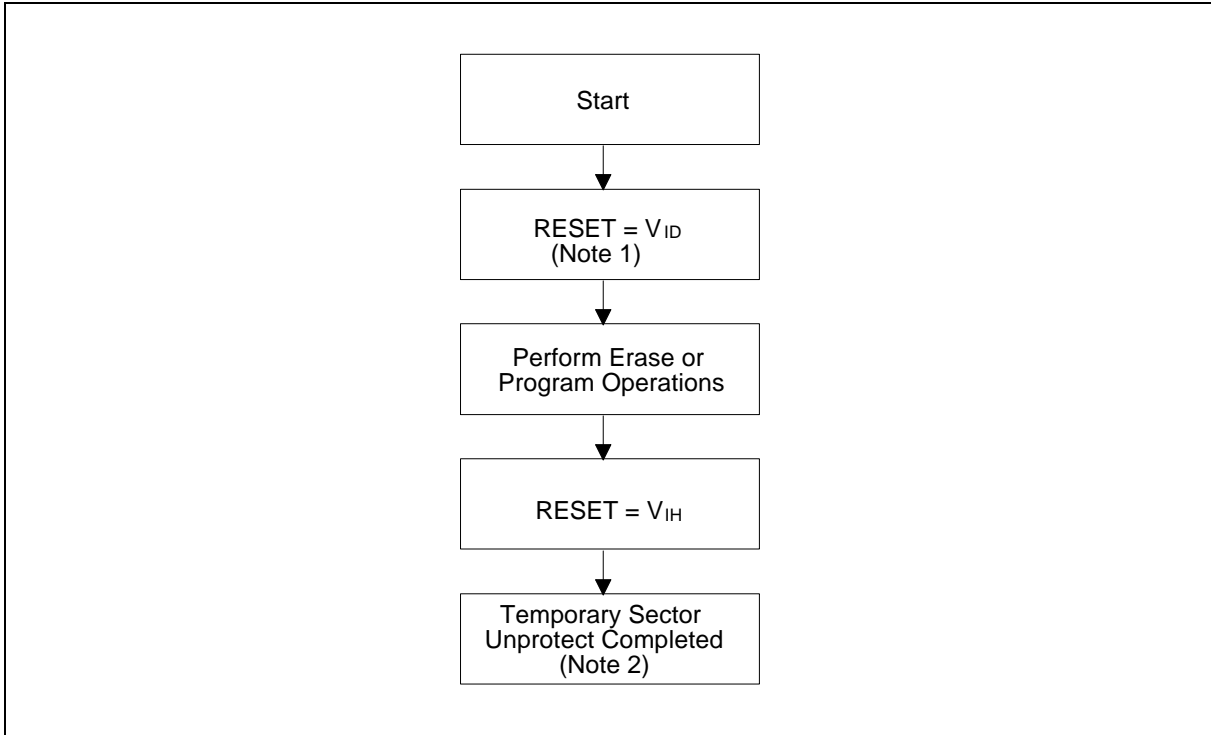 Start
RESET = VID
(Note 1)
Perform Erase or
Program Operations
RESET = VIH
Temporary Sector
Unprotect Completed
(Note 2)